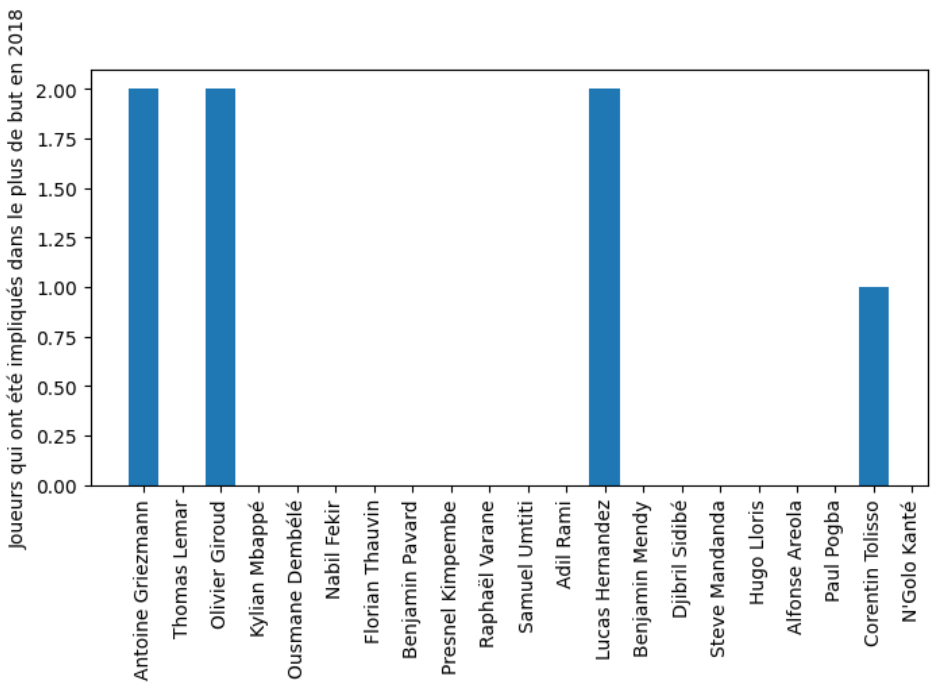 Joueurs qui ont été impliqués dans le plus de but en 2018
2.00
1.75
1.50
1.25
1.00
0.75
0.50
0.25
0.00
Antoine Griezmann
Thomas Lemar
Olivier Giroud
Kylian Mbappé
Ousmane Dembélé
Nabil Fekir
Florian Thauvin
Benjamin Pavard
Presnel Kimpembe
Raphaël Varane
Samuel Umtiti
Adil Rami
Lucas Hernandez
Benjamin Mendy
Djibril Sidibé
Steve Mandanda
Hugo Lloris
Alfonse Areola
Paul Pogba
Corentin Tolisso
N'Golo Kanté